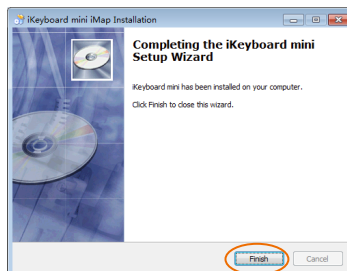 iKeyboard mini iMap Installation
Completing the iKeyboard mini
Setup Wizard
iKeyboard mini has been installed on your computer.
Click Finish to close this wizard.
Finish
Cancel